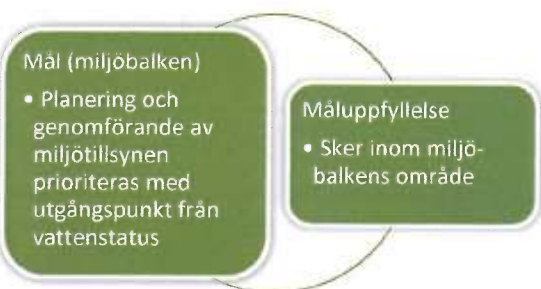 Mål (miljöbalken)
• Planering och
genomförande av
miljötillsynen
prioriteras med
utgångspunkt från
vattenstatus
Måluppfyllelse
• Sker inom miljö-
balkens område